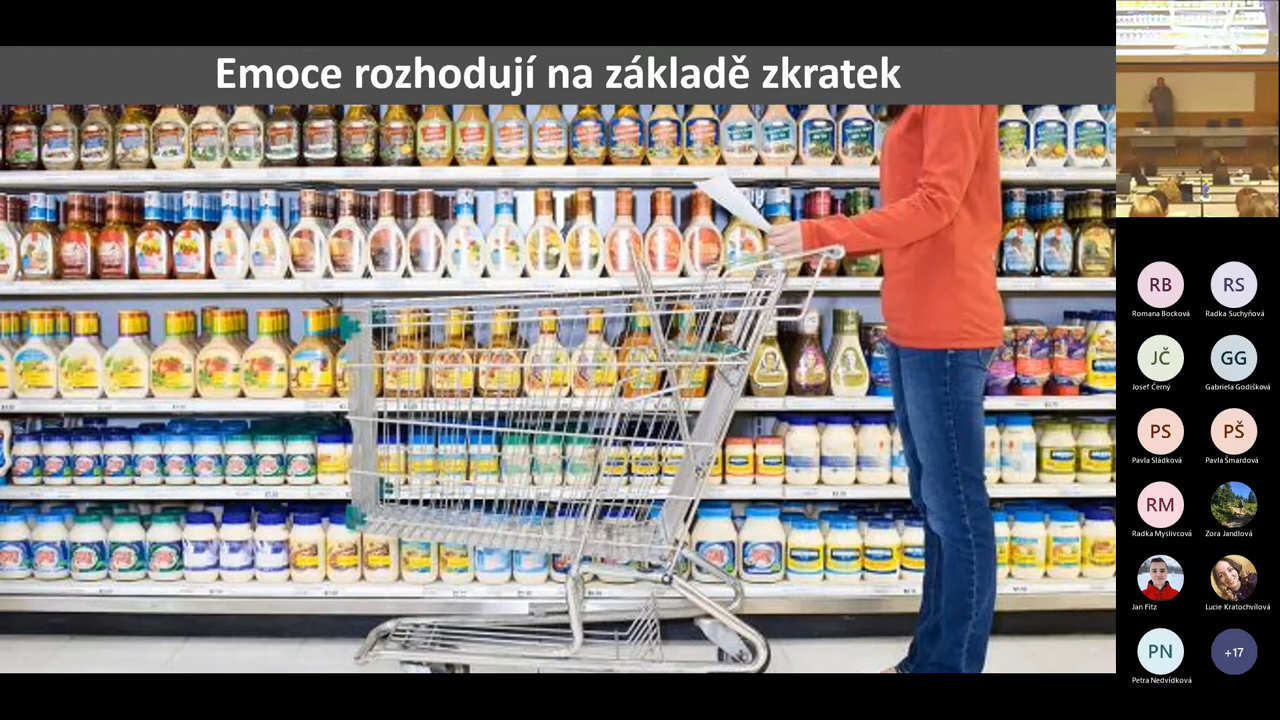 Emoce rozhodují na základě zkratek
RB
RS
Romana Bocková
Radka Suchyňová
JČ
GG
Josef Černý
Gabriela Godišková
PS
PŠ
Pavla Sládková
Pavla Šmardová
RM
Radka Myslivcová
Zora Jandlová
Jan Fitz
Lucie Kratochvílová
PN
+17
Petra Nedvídková